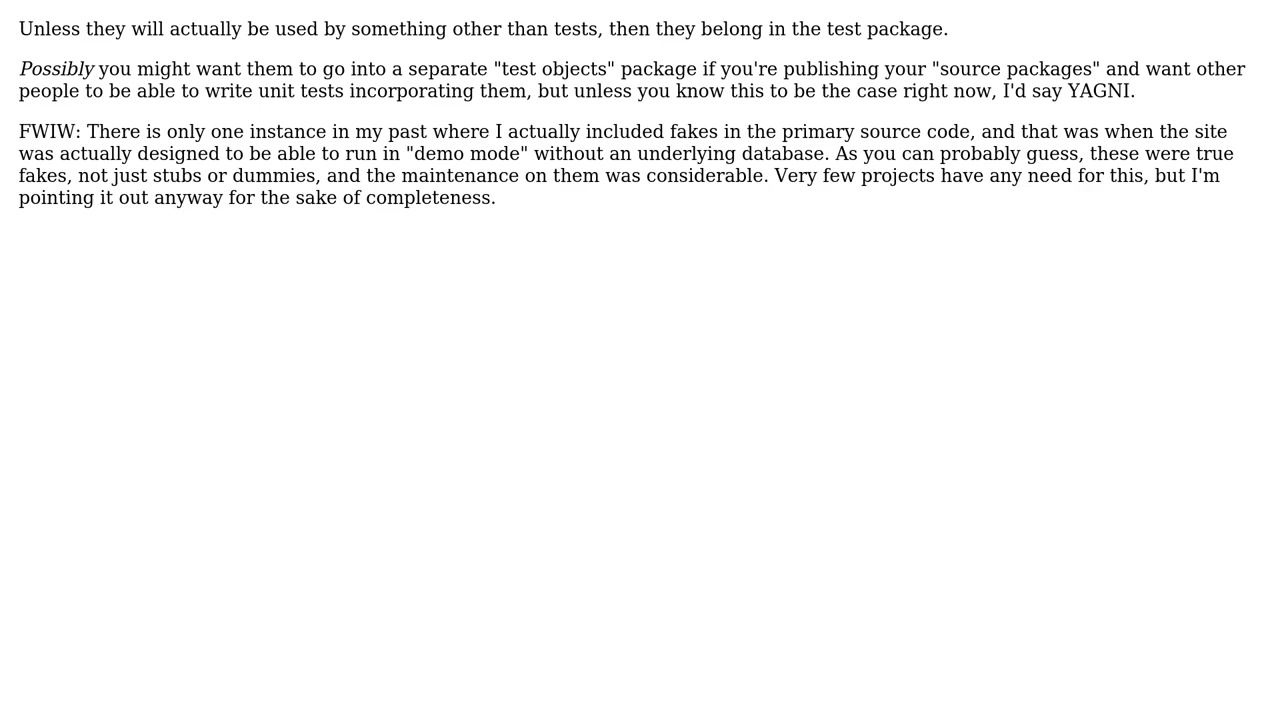 Unless they will actually be used by something other than tests, then they belong in the test package.
Possibly you might want them to go into a separate "test objects" package if you're publishing your "source packages" and want other
people to be able to write unit tests incorporating them, but unless you know this to be the case right now, I'd say YAGNI.
FWIW: There is only one instance in my past where I actually included fakes in the primary source code, and that was when the site
was actually designed to be able to run in "demo mode" without an underlying database. As you can probably guess, these were true
fakes, not just stubs or dummies, and the maintenance on them was considerable. Very few projects have any need for this, but I'm
pointing it out anyway for the sake of completeness.